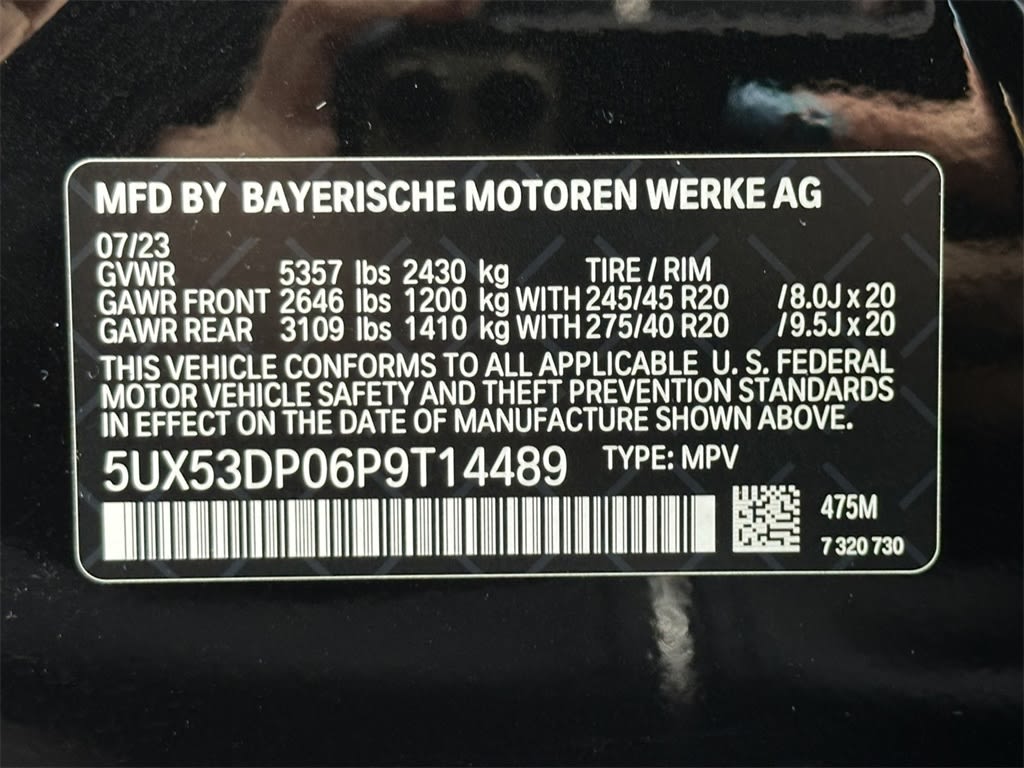 MFD BY BAYERISCHE MOTOREN WERKE AG
07/23
GVWR 5357 lbs 2430 kg TIRE / RIM
GAWR FRONT 2646 lbs 1200 kg WITH 245/45 R20 /8.0J x 20
GAWR REAR 3109 lbs 1410 kg WITH 275/40 R20 /9.5J x 20
THIS VEHICLE CONFORMS TO ALL APPLICABLE U. S. FEDERAL
MOTOR VEHICLE SAFETY AND THEFT PREVENTION STANDARDS
IN EFFECT ON THE DATE OF MANUFACTURE SHOWN ABOVE.
5UX53DP06P9T14489 TYPE: MPV
475M
7 320 730